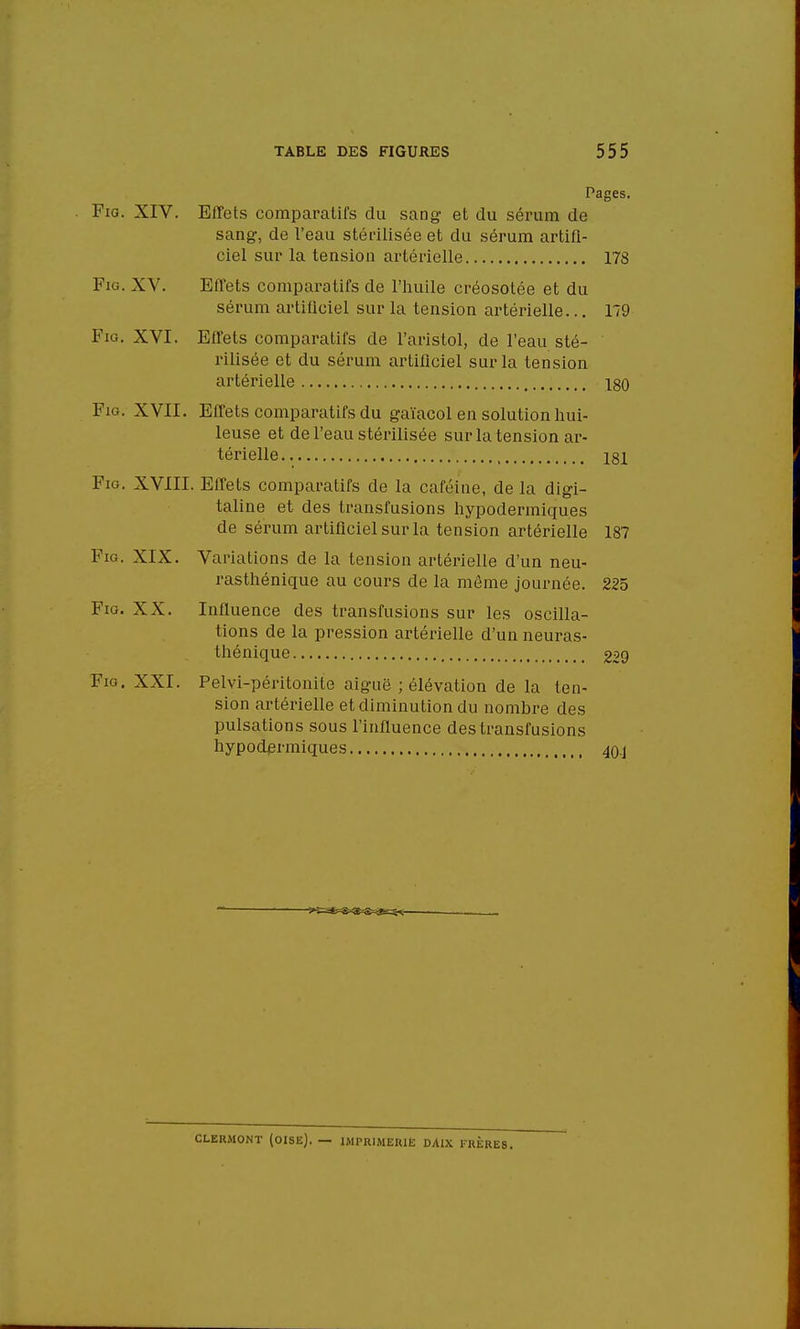 TABLE DES FIGURES 555
Pages.
Fig. XIV. Effets comparatifs du sang et du sérum de
sang, de l'eau stérilisée et du sérum artifi-
ciel sur la tension artérielle............... 178
Fig. XV. Effets comparatifs de l'huile créosotée et du
sérum artificiel sur la tension artérielle... 179
Fig. XVI. Effets comparatifs de l'aristol, de l'eau sté-
rilisée et du sérum artificiel sur la tension
artérielle................................ 180
Fig. XVII. Effets comparatifs du gaïacol en solution hui-
leuse et de l'eau stérilisée sur la tension ar-
térielle................................... 181
Fig. XVIII. Effets comparatifs de la caféine, de la digi-
taline et des transfusions hypodermiques
de sérum artificiel sur la tension artérielle 187
Fig. XIX. Variations de la tension artérielle d'un neu-
rasthénique au cours de la même journée. 225
Fig. XX. Influence des transfusions sur les oscilla-
tions de la pression artérielle d'un neuras-
thénique................................. 229
Fig. XXI. Pelvi-péritonite aiguë ; élévation de la ten-
sion artérielle et diminution du nombre des
pulsations sous l'influence des transfusions
hypodermiques.......................... 404
CLERMONT (OISE). — IMPRIMERIE DAIX FRÈRES.